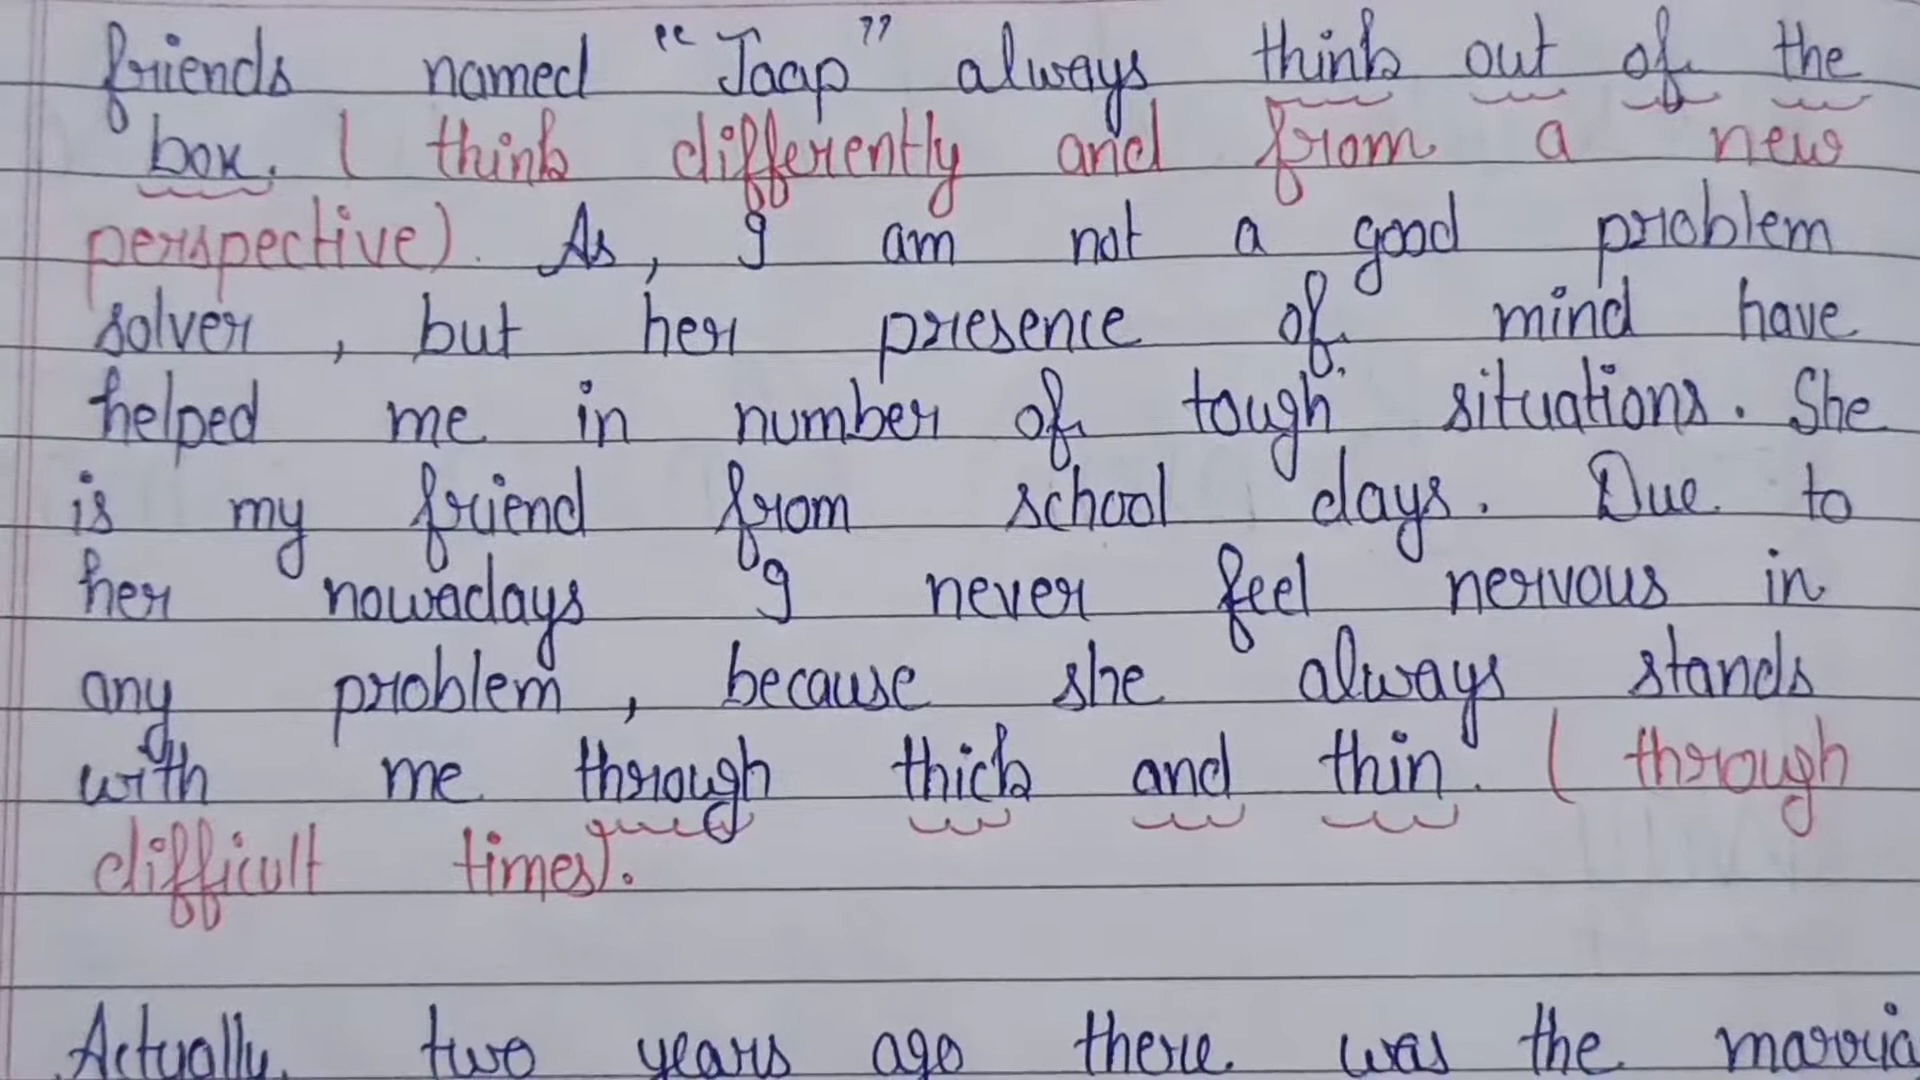 friends named "Jaap" always think out of the
box. ( think differently and from a new
perspective). As, I am not a good problem
solver, but her presence of mind have
helped me in number of tough situations. She
is my friend from school days. Due to
her nowadays I never feel nervous in
any problem, because she always stands
with me through thick and thin. ( through
difficult times).
Actually, two years ago there was the marria